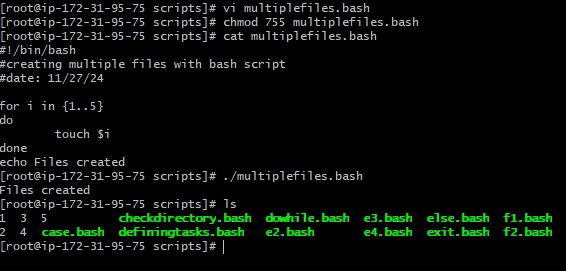 [root@ip-172-31-95-75 scripts]# vi multiplefiles.bash
[root@ip-172-31-95-75 scripts]# chmod 755 multiplefiles.bash
[root@ip-172-31-95-75 scripts]# cat multiplefiles.bash
#!/bin/bash
#creating multiple files with bash script
#date: 11/27/24

for i in {1..5}
do
        touch $i
done
echo Files created
[root@ip-172-31-95-75 scripts]# ./multiplefiles.bash
Files created
[root@ip-172-31-95-75 scripts]# ls
1  3  5          checkdirectory.bash  dowhile.bash  e3.bash  else.bash  f1.bash
2  4  case.bash  definingtasks.bash   e2.bash       e4.bash  exit.bash  f2.bash
[root@ip-172-31-95-75 scripts]#